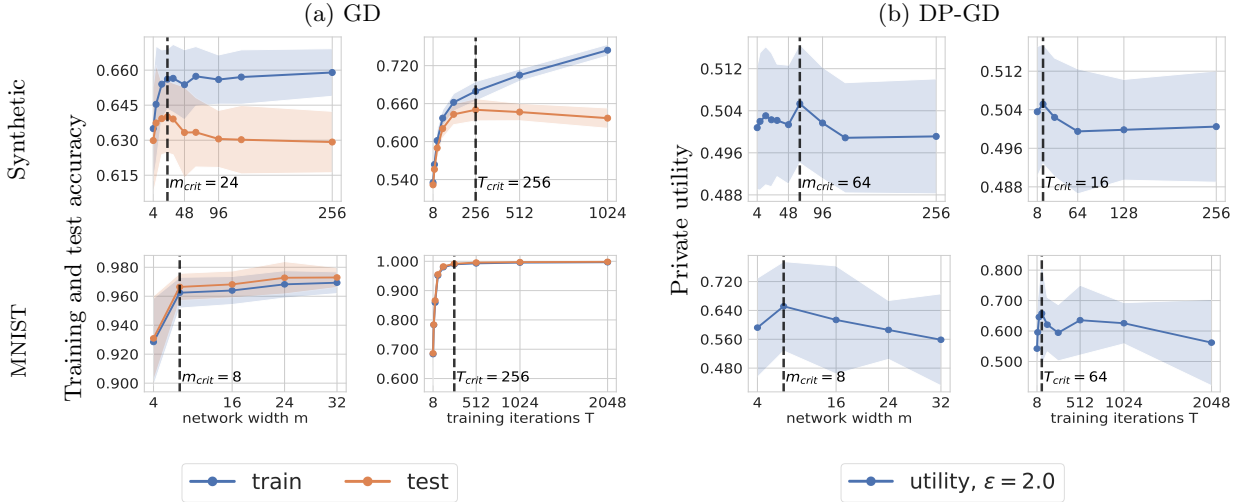 (a) GD
(b) DP-GD
Synthetic
MNIST
Training and test accuracy
0.660
0.645
0.630
0.615
4 48 96 256
m_crit = 24
0.720
0.660
0.600
0.540
8 256 512 1024
T_crit = 256
0.980
0.960
0.940
0.920
0.900
4 16 24 32
m_crit = 8
network width m
1.000
0.900
0.800
0.700
0.600
8 512 1024 2048
T_crit = 256
training iterations T
Private utility
0.512
0.504
0.496
0.488
4 48 96 256
m_crit = 64
0.512
0.504
0.496
0.488
8 64 128 256
T_crit = 16
0.720
0.640
0.560
0.480
4 16 24 32
m_crit = 8
network width m
0.800
0.700
0.600
0.500
8 512 1024 2048
T_crit = 64
training iterations T
train test
utility, ε = 2.0